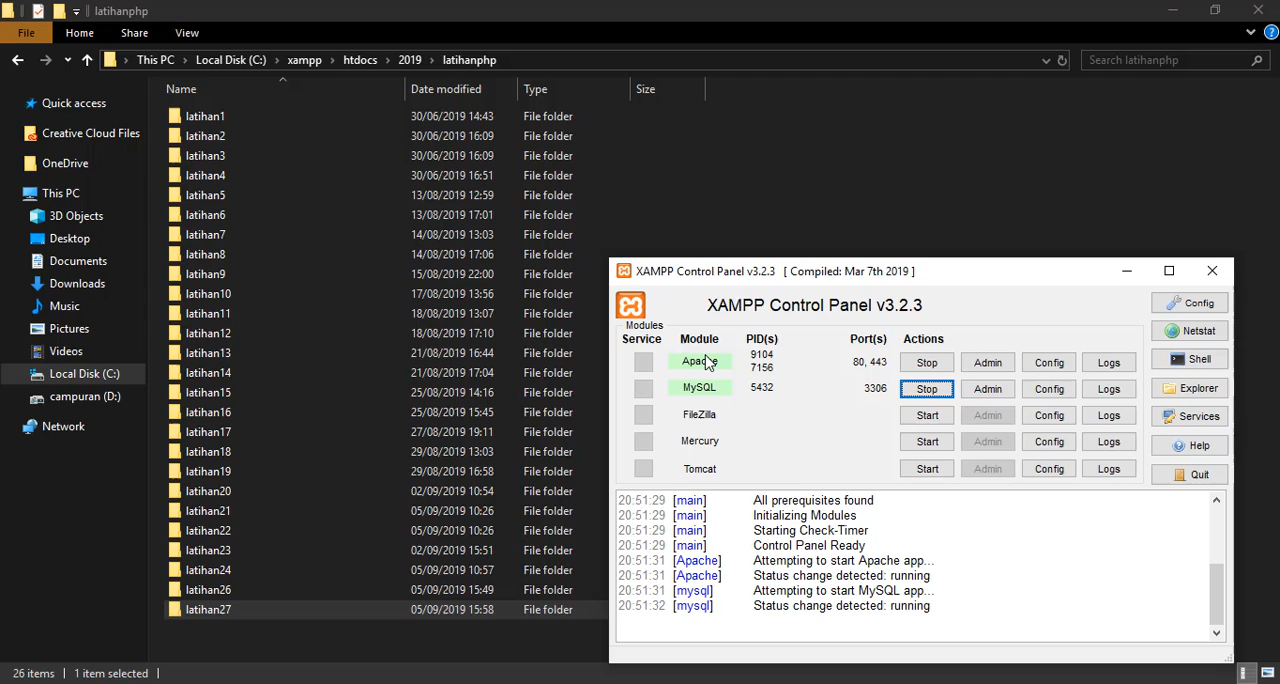 latihanphp
File Home Share View
This PC Local Disk (C:) xampp htdocs 2019 latihanphp Search latihanphp
Quick access
Creative Cloud Files
OneDrive
This PC
3D Objects
Desktop
Documents
Downloads
Music
Pictures
Videos
Local Disk (C:)
campuran (D:)
Network
Name Date modified Type Size
latihan1 30/06/2019 14:43 File folder
latihan2 30/06/2019 16:09 File folder
latihan3 30/06/2019 16:09 File folder
latihan4 30/06/2019 16:51 File folder
latihan5 13/08/2019 12:59 File folder
latihan6 13/08/2019 17:01 File folder
latihan7 14/08/2019 13:03 File folder
latihan8 14/08/2019 17:06 File folder
latihan9 15/08/2019 22:00 File folder
latihan10 17/08/2019 13:56 File folder
latihan11 18/08/2019 13:07 File folder
latihan12 18/08/2019 17:10 File folder
latihan13 21/08/2019 16:44 File folder
latihan14 21/08/2019 17:04 File folder
latihan15 25/08/2019 14:16 File folder
latihan16 25/08/2019 15:45 File folder
latihan17 27/08/2019 19:11 File folder
latihan18 29/08/2019 13:03 File folder
latihan19 29/08/2019 16:58 File folder
latihan20 02/09/2019 10:54 File folder
latihan21 05/09/2019 10:26 File folder
latihan22 05/09/2019 10:26 File folder
latihan23 02/09/2019 15:51 File folder
latihan24 05/09/2019 10:57 File folder
latihan26 05/09/2019 15:49 File folder
latihan27 05/09/2019 15:58 File folder
26 items 1 item selected
XAMPP Control Panel v3.2.3 [ Compiled: Mar 7th 2019 ]
XAMPP Control Panel v3.2.3
Modules
Service Module PID(s) Port(s) Actions
Apache 9104 7156 80, 443 Stop Admin Config Logs
MySQL 5432 3306 Stop Admin Config Logs
FileZilla Start Admin Config Logs
Mercury Start Admin Config Logs
Tomcat Start Admin Config Logs
Config
Netstat
Shell
Explorer
Services
Help
Quit
20:51:29 [main] All prerequisites found
20:51:29 [main] Initializing Modules
20:51:29 [main] Starting Check-Timer
20:51:29 [main] Control Panel Ready
20:51:31 [Apache] Attempting to start Apache app...
20:51:31 [Apache] Status change detected: running
20:51:31 [mysql] Attempting to start MySQL app...
20:51:32 [mysql] Status change detected: running